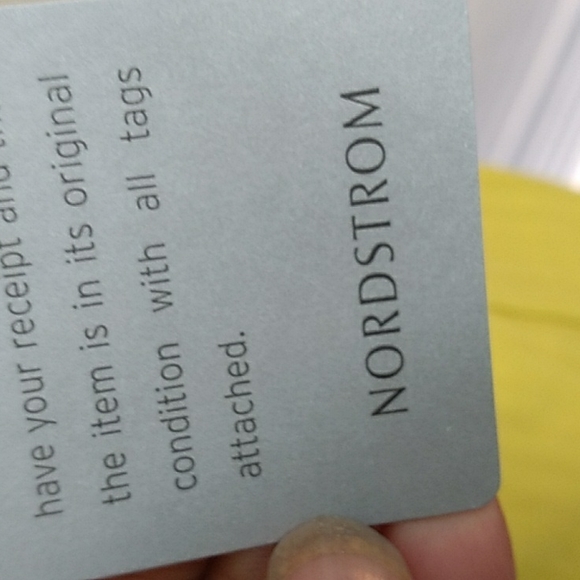 have your receipt and
the item is in its original
condition with all tags
attached.
NORDSTROM